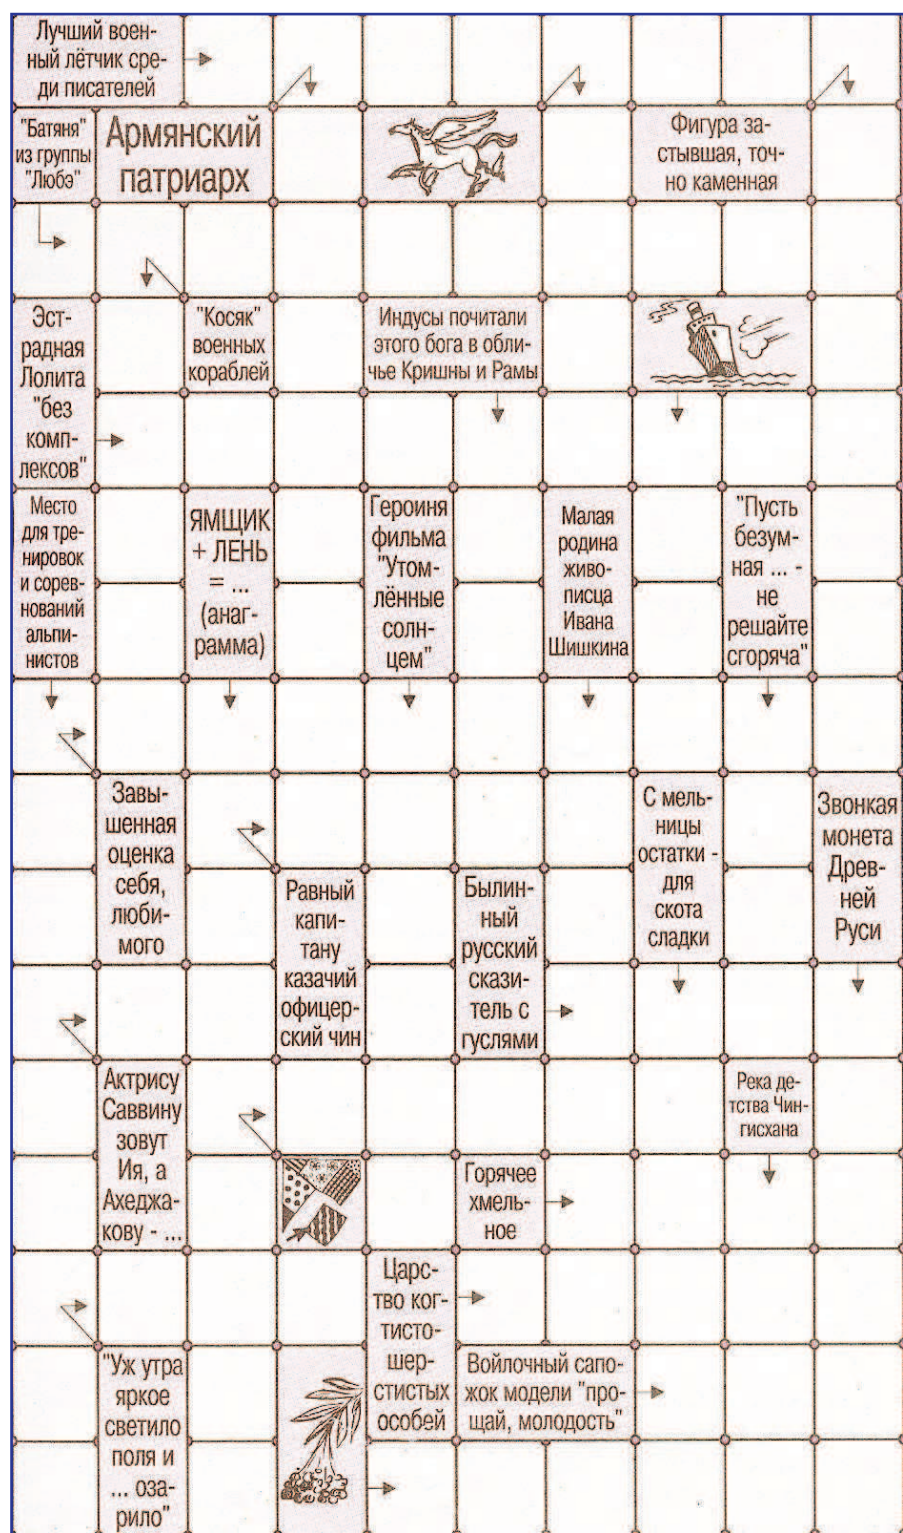 Лучший воен-
ный лётчик сре-
ди писателей
"Батяня"
из группы
"Любэ"
Армянский
патриарх
Фигура за-
стывшая, точ-
но каменная
Эст-
радная
Лолита
"без
комп-
лексов"
"Косяк"
военных
кораблей
Индусы почитали
этого бога в обли-
чье Кришны и Рамы
Место
для тре-
нировок
и сорев-
нований
альпи-
нистов
ЯМЩИК
+ ЛЕНЬ
= ...
(анаг-
рамма)
Героиня
фильма
"Утом-
лённые
солн-
цем"
Малая
родина
живо-
писца
Ивана
Шишкина
"Пусть
безум-
ная ... -
не
решайте
сгоряча"
Завы-
шенная
оценка
себя,
люби-
мого
С мель-
ницы
остатки -
для
скота
сладки
Звонкая
монета
Древ-
ней
Руси
Равный
капи-
тану
казачий
офицер-
ский чин
Былин-
ный
русский
скази-
тель с
гуслями
Актрису
Саввину
зовут
Ия, а
Ахеджа-
кову - ...
Река де-
тства Чин-
гисхана
Горячее
хмель-
ное
Царс-
тво ког-
тисто-
шер-
стистых
особей
"Уж утра
яркое
светило
поля и
... оза-
рило"
Войлочный сапо-
жок модели "про-
щай, молодость"